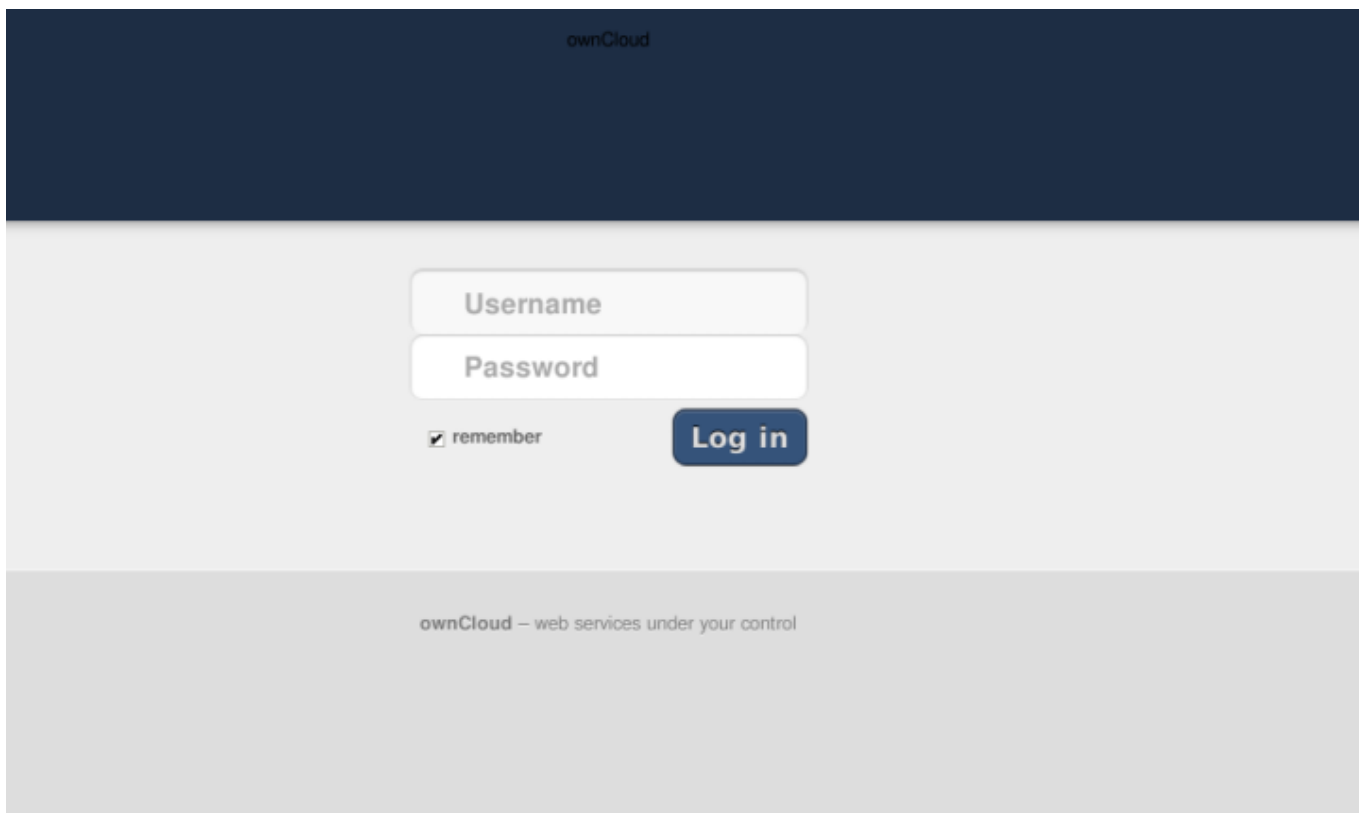 ownCloud
Username
Password
remember
Log in
ownCloud – web services under your control